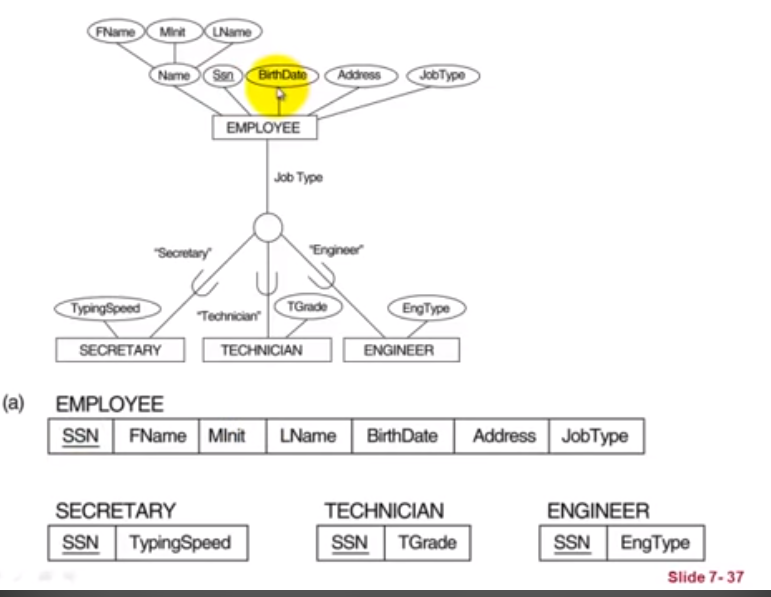 FName MInit LName
Name Ssn BirthDate Address JobType
EMPLOYEE
Job Type
"Secretary" "Engineer"
"Technician"
TypingSpeed TGrade EngType
SECRETARY TECHNICIAN ENGINEER
(a) EMPLOYEE
SSN FName MInit LName BirthDate Address JobType
SECRETARY TECHNICIAN ENGINEER
SSN TypingSpeed SSN TGrade SSN EngType
Slide 7- 37